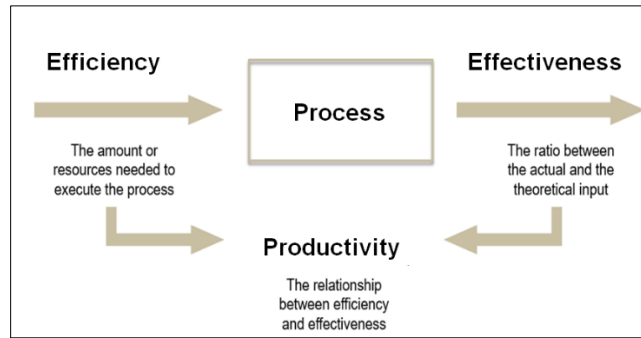 Efficiency
The amount or
resources needed to
execute the process
Process
Effectiveness
The ratio between
the actual and the
theoretical input
Productivity
The relationship
between efficiency
and effectiveness